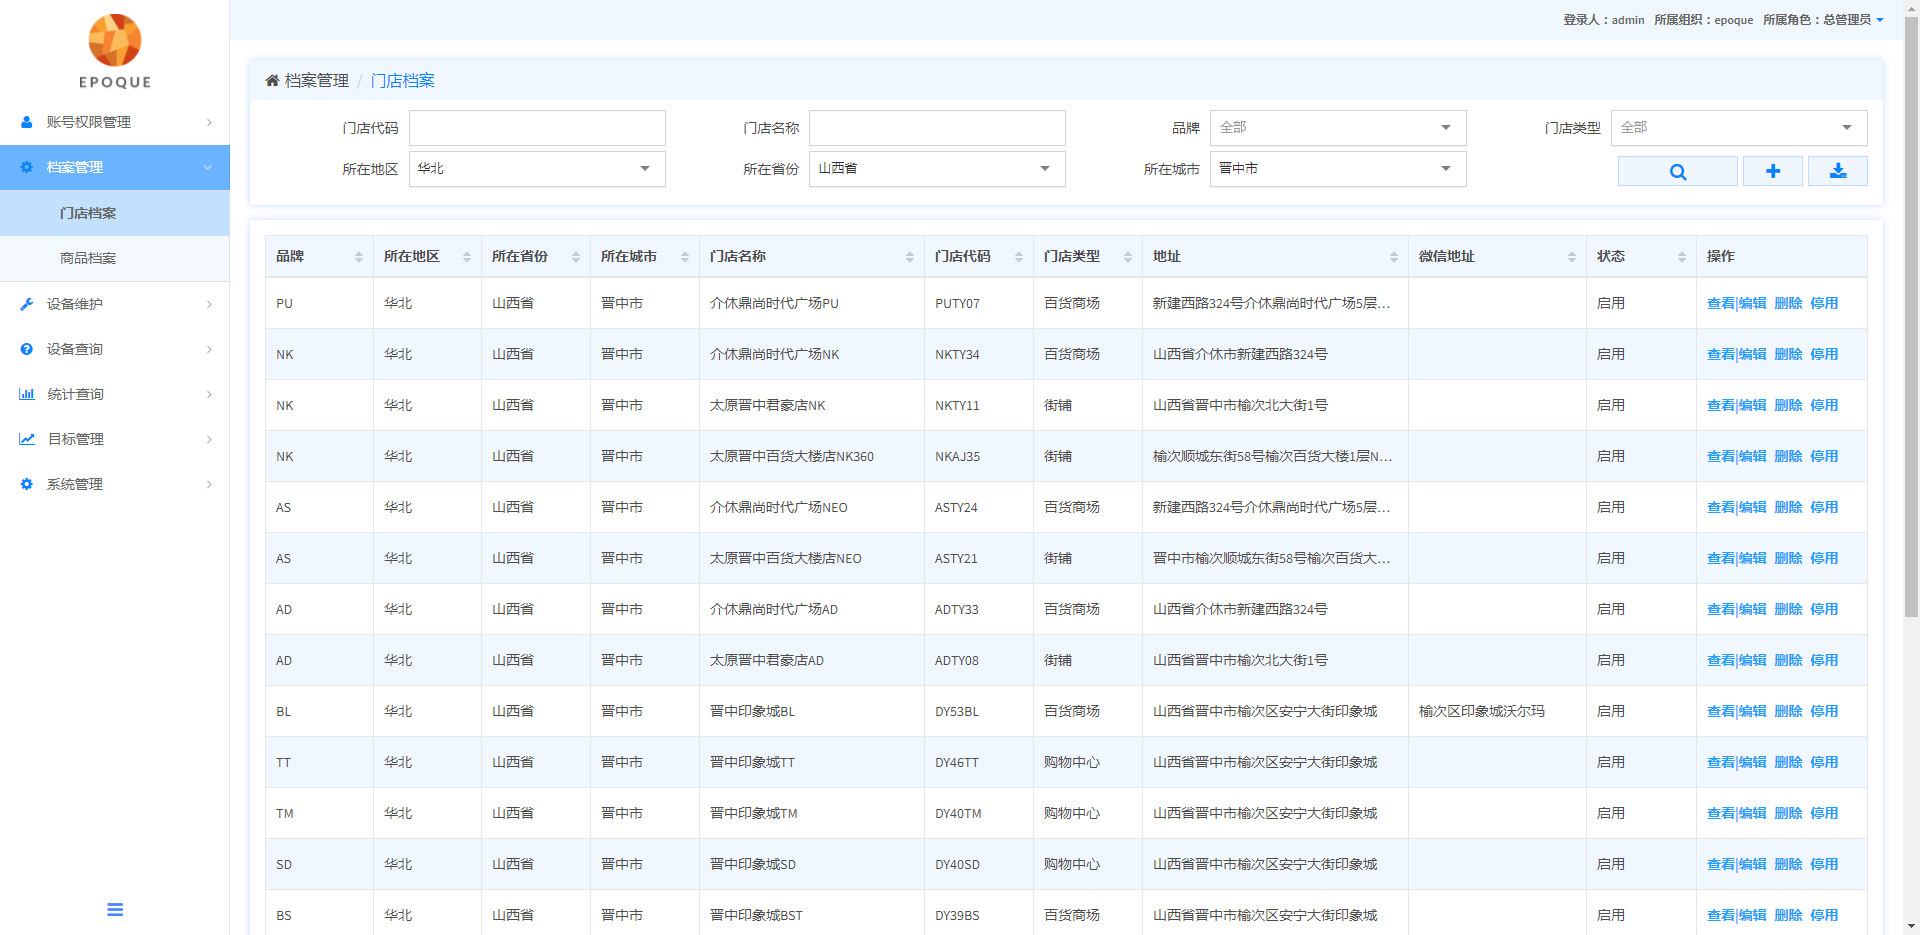 登录人：admin 所属组织：epoque 所属角色：总管理员
EPOQUE
账号权限管理
档案管理
门店档案
商品档案
设备维护
设备查询
统计查询
目标管理
系统管理
档案管理 / 门店档案
门店代码 门店名称 品牌 全部 门店类型 全部
所在地区 华北 所在省份 山西省 所在城市 晋中市
品牌 所在地区 所在省份 所在城市 门店名称 门店代码 门店类型 地址 微信地址 状态 操作
PU 华北 山西省 晋中市 介休鼎尚时代广场PU PUTY07 百货商场 新建西路324号介休鼎尚时代广场5层... 启用 查看|编辑 删除 停用
NK 华北 山西省 晋中市 介休鼎尚时代广场NK NKTY34 百货商场 山西省介休市新建西路324号 启用 查看|编辑 删除 停用
NK 华北 山西省 晋中市 太原晋中君豪店NK NKTY11 街铺 山西省晋中市榆次北大街1号 启用 查看|编辑 删除 停用
NK 华北 山西省 晋中市 太原晋中百货大楼店NK360 NKAJ35 街铺 榆次顺城东街58号榆次百货大楼1层N... 启用 查看|编辑 删除 停用
AS 华北 山西省 晋中市 介休鼎尚时代广场NEO ASTY24 百货商场 新建西路324号介休鼎尚时代广场5层... 启用 查看|编辑 删除 停用
AS 华北 山西省 晋中市 太原晋中百货大楼店NEO ASTY21 街铺 晋中市榆次顺城东街58号榆次百货大... 启用 查看|编辑 删除 停用
AD 华北 山西省 晋中市 介休鼎尚时代广场AD ADTY33 百货商场 山西省介休市新建西路324号 启用 查看|编辑 删除 停用
AD 华北 山西省 晋中市 太原晋中君豪店AD ADTY08 街铺 山西省晋中市榆次北大街1号 启用 查看|编辑 删除 停用
BL 华北 山西省 晋中市 晋中印象城BL DY53BL 百货商场 山西省晋中市榆次区安宁大街印象城 榆次区印象城沃尔玛 启用 查看|编辑 删除 停用
TT 华北 山西省 晋中市 晋中印象城TT DY46TT 购物中心 山西省晋中市榆次区安宁大街印象城 启用 查看|编辑 删除 停用
TM 华北 山西省 晋中市 晋中印象城TM DY40TM 购物中心 山西省晋中市榆次区安宁大街印象城 启用 查看|编辑 删除 停用
SD 华北 山西省 晋中市 晋中印象城SD DY40SD 购物中心 山西省晋中市榆次区安宁大街印象城 启用 查看|编辑 删除 停用
BS 华北 山西省 晋中市 晋中印象城BST DY39BS 百货商场 山西省晋中市榆次区安宁大街印象城 启用 查看|编辑 删除 停用